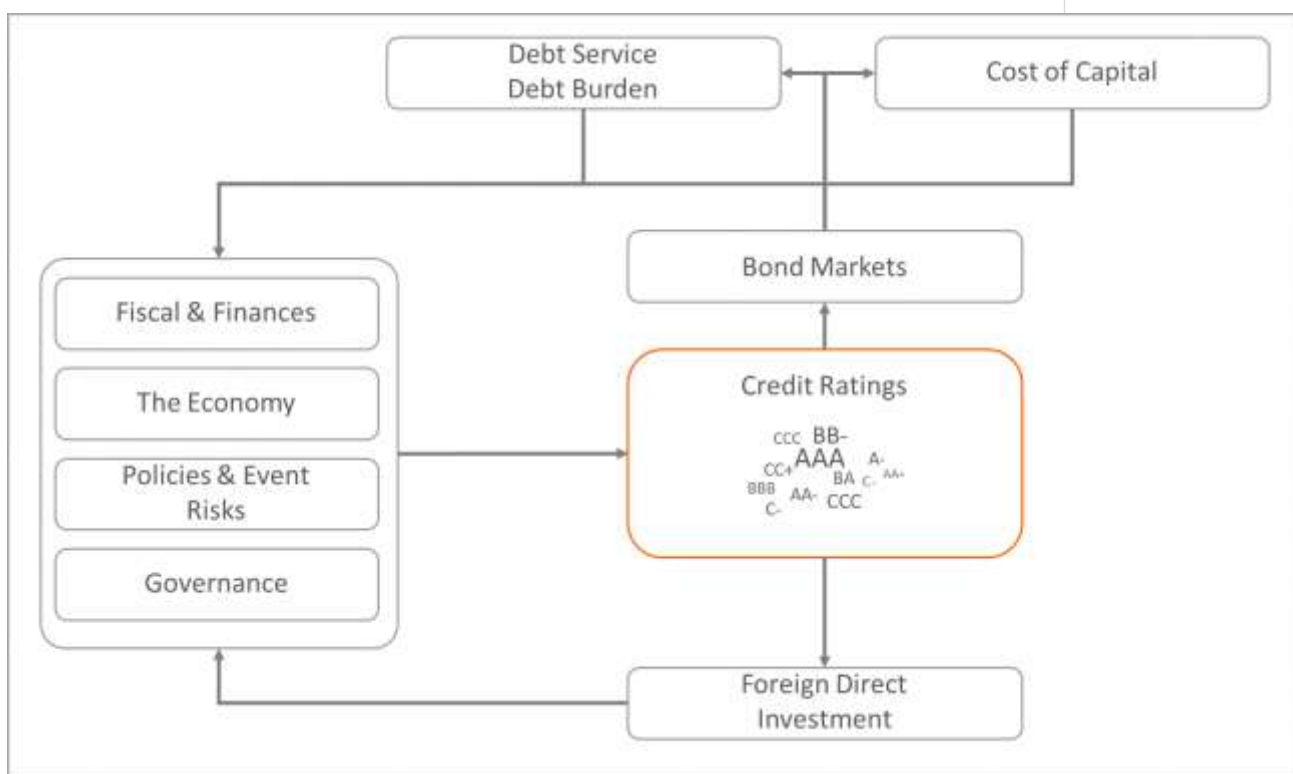 Debt Service
Debt Burden
Cost of Capital
Bond Markets
Fiscal & Finances
The Economy
Policies & Event
Risks
Governance
Credit Ratings
CCC BB-
AAA A-
CC+ BA C- AA+
BBB AA- CCC
C-
Foreign Direct
Investment